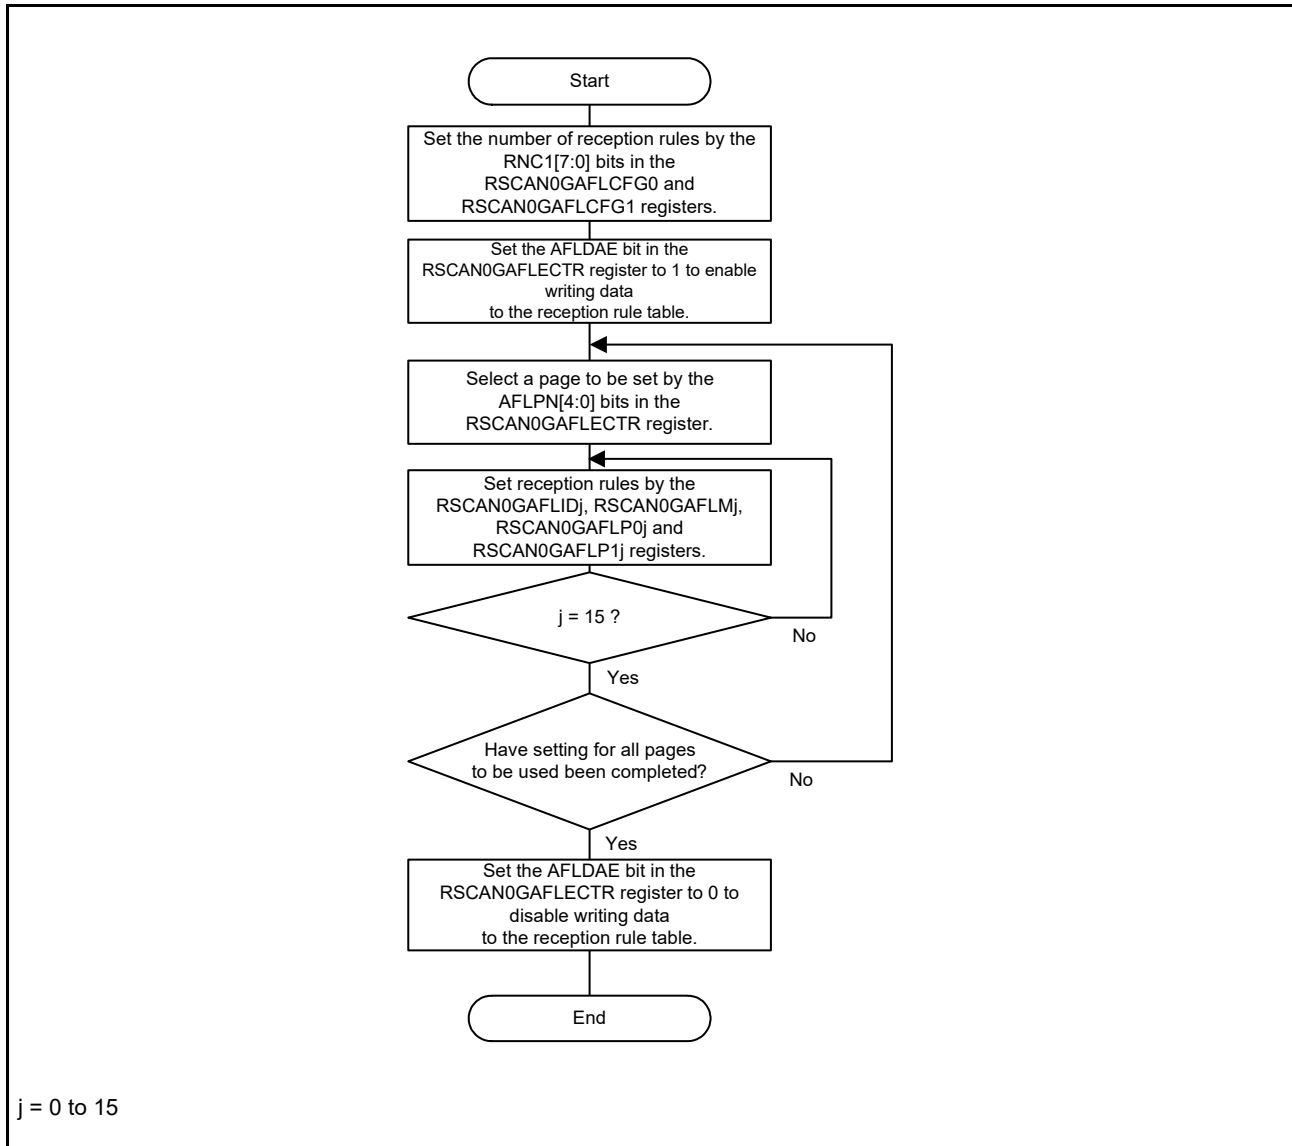 Start
Set the number of reception rules by the
RNC1[7:0] bits in the
RSCAN0GAFLCFG0 and
RSCAN0GAFLCFG1 registers.
Set the AFLDAE bit in the
RSCAN0GAFLECTR register to 1 to enable
writing data
to the reception rule table.
Select a page to be set by the
AFLPN[4:0] bits in the
RSCAN0GAFLECTR register.
Set reception rules by the
RSCAN0GAFLIDj, RSCAN0GAFLMj,
RSCAN0GAFLP0j and
RSCAN0GAFLP1j registers.
j = 15 ?
No
Yes
Have setting for all pages
to be used been completed?
No
Yes
Set the AFLDAE bit in the
RSCAN0GAFLECTR register to 0 to
disable writing data
to the reception rule table.
End
j = 0 to 15